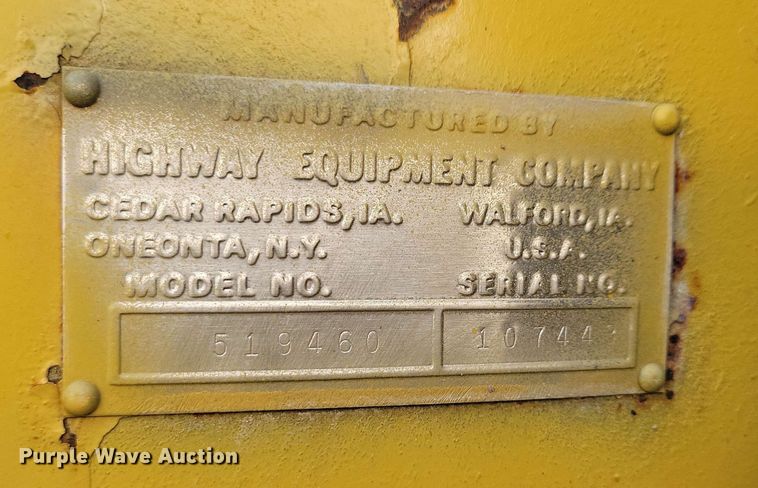 MANUFACTURED BY
HIGHWAY EQUIPMENT COMPANY
CEDAR RAPIDS, IA. WALFORD, IA.
ONEONTA, N.Y. U.S.A.
MODEL NO. SERIAL NO.
519460 10744
Purple Wave Auction